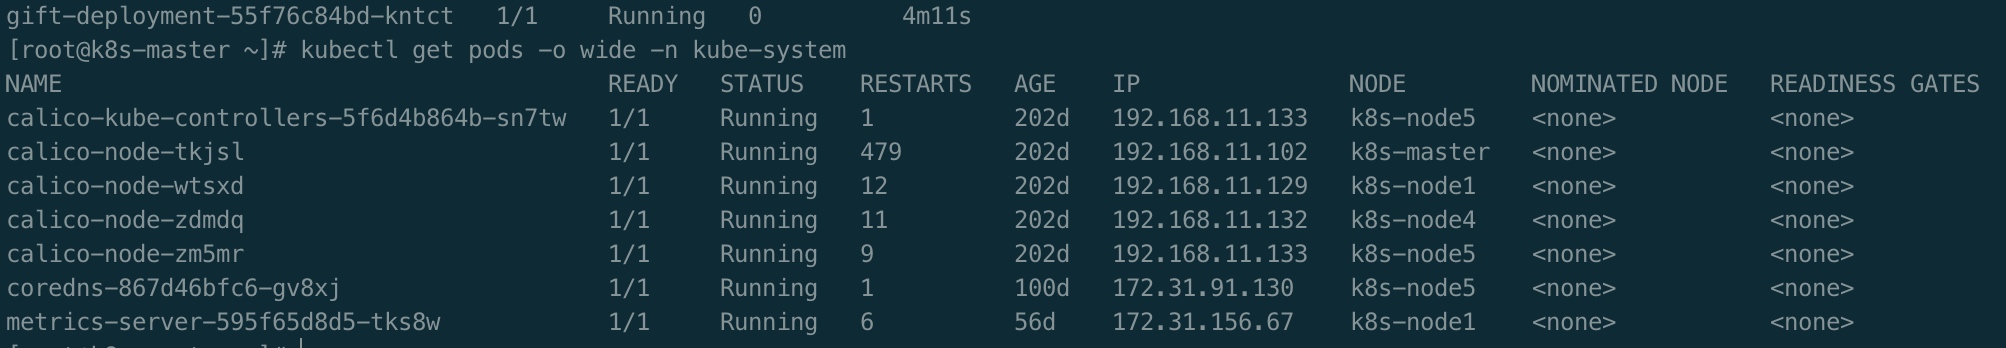 gift-deployment-55f76c84bd-kntct 1/1 Running 0 4m11s
[root@k8s-master ~]# kubectl get pods -o wide -n kube-system
NAME READY STATUS RESTARTS AGE IP NODE NOMINATED NODE READINESS GATES
calico-kube-controllers-5f6d4b864b-sn7tw 1/1 Running 1 202d 192.168.11.133 k8s-node5 <none> <none>
calico-node-tkjsl 1/1 Running 479 202d 192.168.11.102 k8s-master <none> <none>
calico-node-wtsxd 1/1 Running 12 202d 192.168.11.129 k8s-node1 <none> <none>
calico-node-zdmdq 1/1 Running 11 202d 192.168.11.132 k8s-node4 <none> <none>
calico-node-zm5mr 1/1 Running 9 202d 192.168.11.133 k8s-node5 <none> <none>
coredns-867d46bfc6-gv8xj 1/1 Running 1 100d 172.31.91.130 k8s-node5 <none> <none>
metrics-server-595f65d8d5-tks8w 1/1 Running 6 56d 172.31.156.67 k8s-node1 <none> <none>